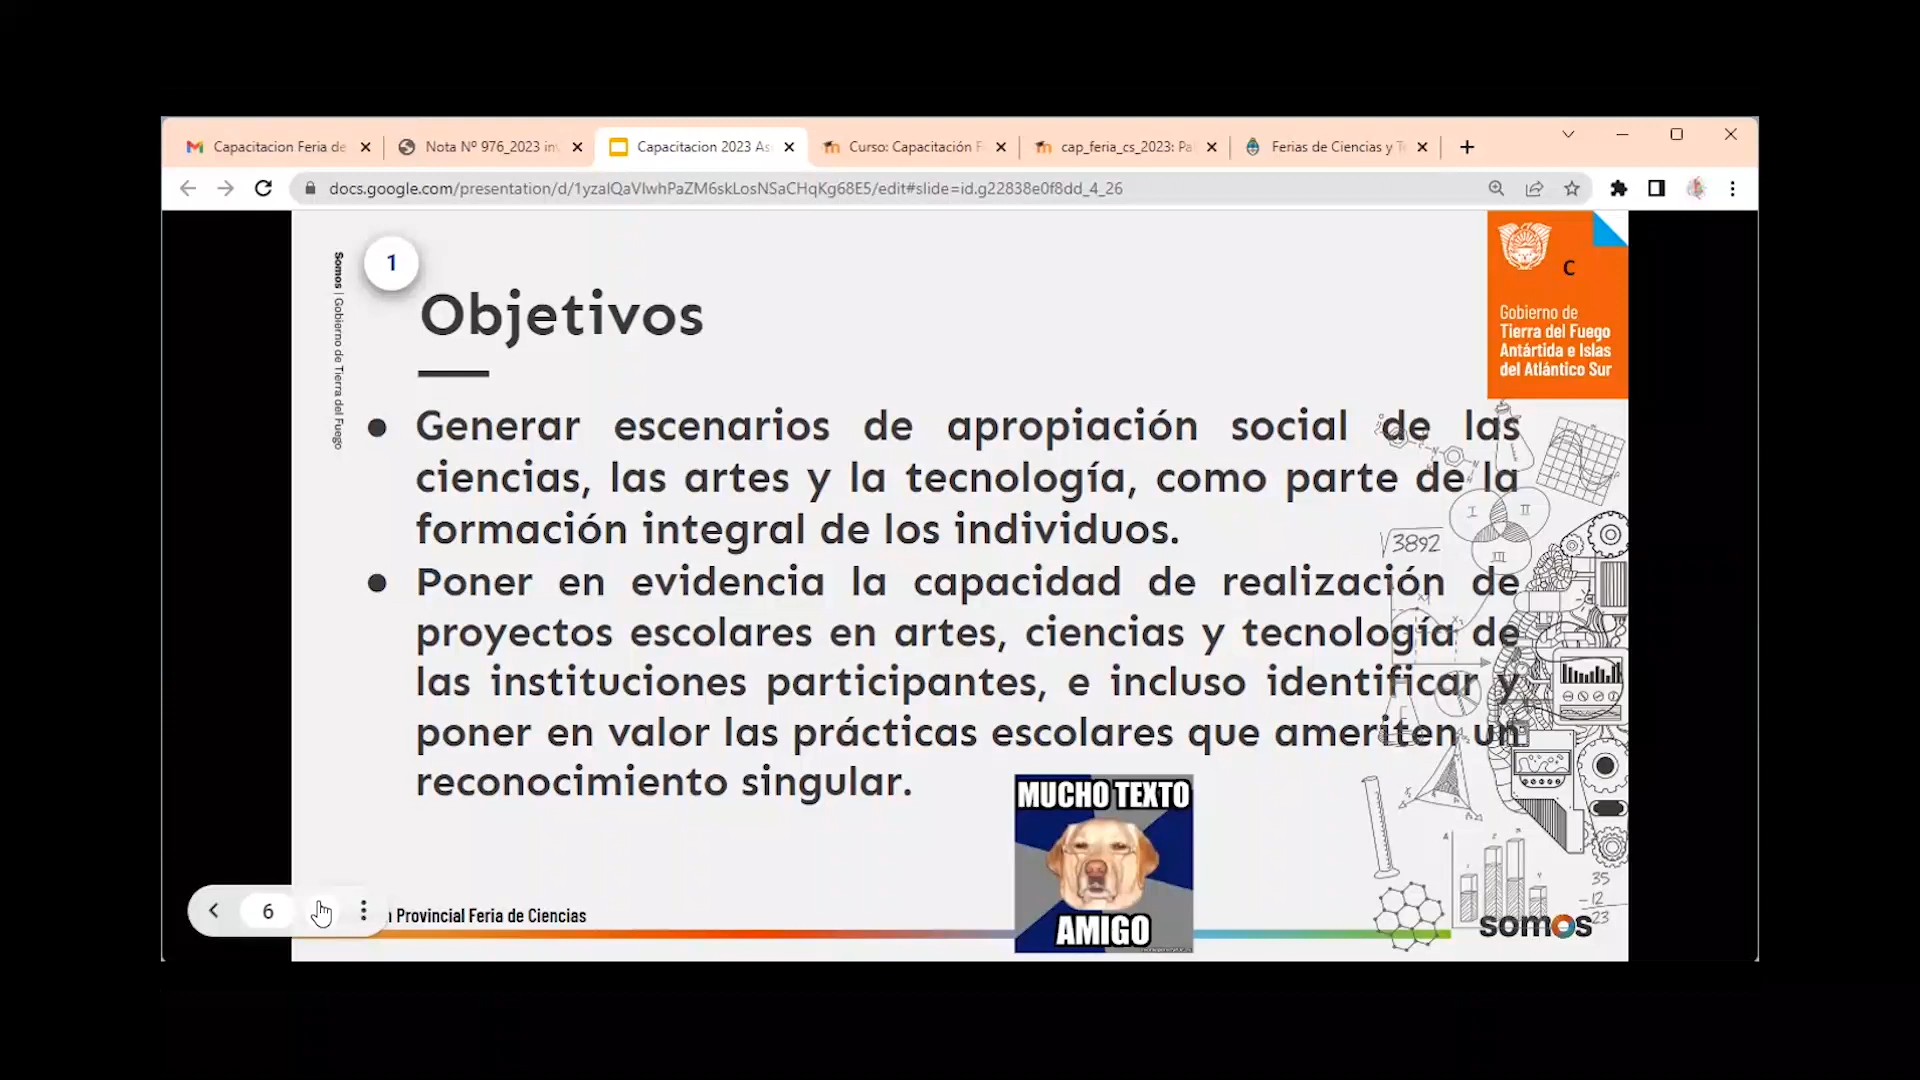 Capacitacion Feria de
Nota Nº 976_2023 in
Capacitacion 2023 As
Curso: Capacitación F
cap_feria_cs_2023: Pa
Ferias de Ciencias y T
docs.google.com/presentation/d/1yzalQaVlwhPaZM6skLosNSaCHqKg68E5/edit#slide=id.g22838e0f8dd_4_26
Somos | Gobierno de Tierra del Fuego
1
Objetivos
C
Gobierno de
Tierra del Fuego
Antártida e Islas
del Atlántico Sur
● Generar escenarios de apropiación social de las
ciencias, las artes y la tecnología, como parte de la
formación integral de los individuos.
● Poner en evidencia la capacidad de realización de
proyectos escolares en artes, ciencias y tecnología de
las instituciones participantes, e incluso identificar y
poner en valor las prácticas escolares que ameriten un
reconocimiento singular.
I
II
III
√3892
MUCHO TEXTO
AMIGO
6
Provincial Feria de Ciencias
35
-12
23
somos